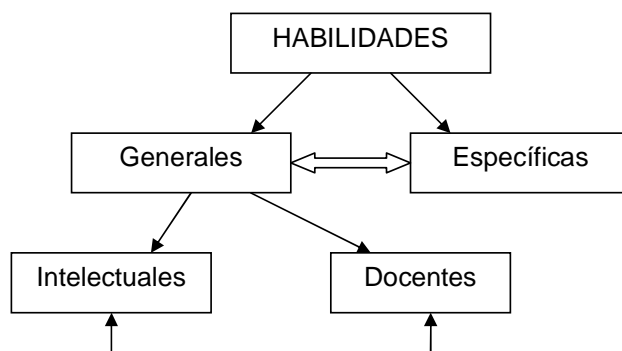 HABILIDADES
Generales
Específicas
Intelectuales
Docentes